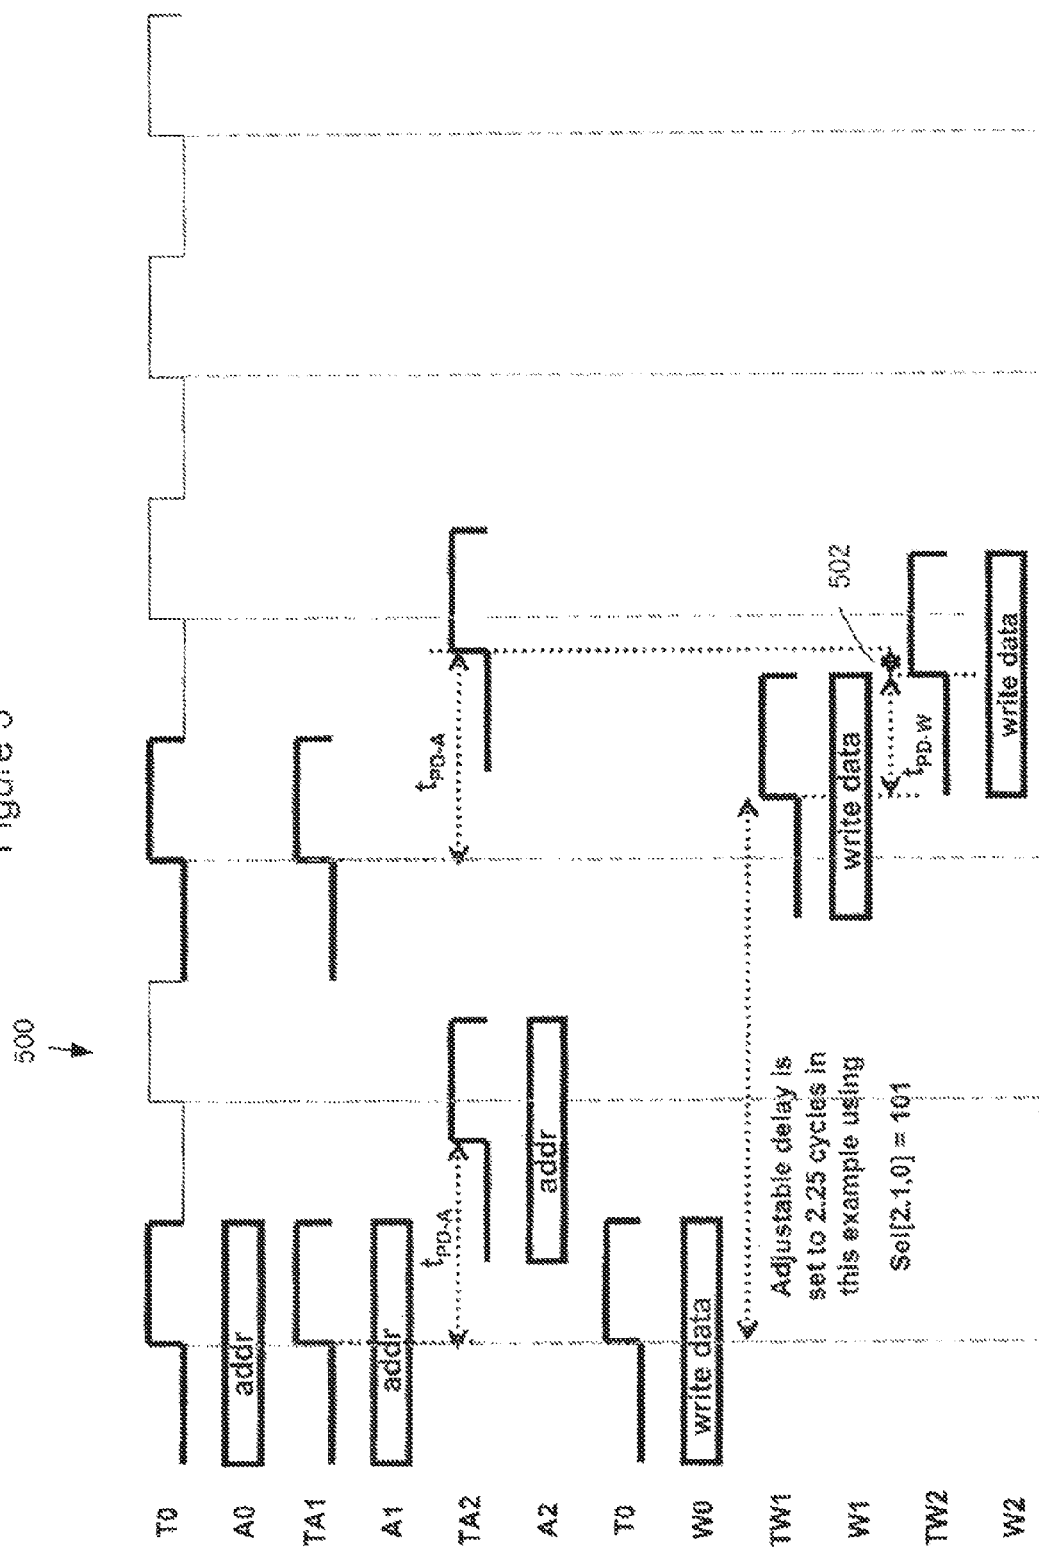 500
T0
A0
addr
TA1
A1
addr
TA2
tPD-A
tPD-A
A2
addr
T0
W0
write data
TW1
Adjustable delay is
set to 2.25 cycles in
this example using
Sel[2,1,0] = 101
W1
write data
502
TW2
tPD-W
W2
write data